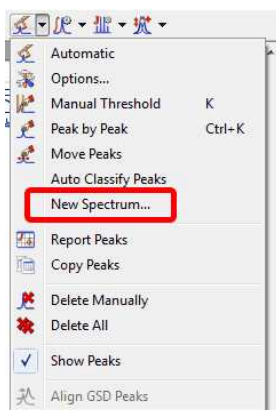 Automatic
Options...
Manual Threshold K
Peak by Peak Ctrl+K
Move Peaks
Auto Classify Peaks
New Spectrum...
Report Peaks
Copy Peaks
Delete Manually
Delete All
Show Peaks
Align GSD Peaks